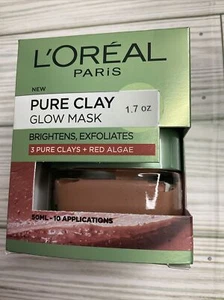 L'ORÉAL
PARIS
NEW
PURE CLAY
GLOW MASK
1.7 oz
BRIGHTENS, EXFOLIATES
3 PURE CLAYS + RED ALGAE
50ML - 10 APPLICATIONS